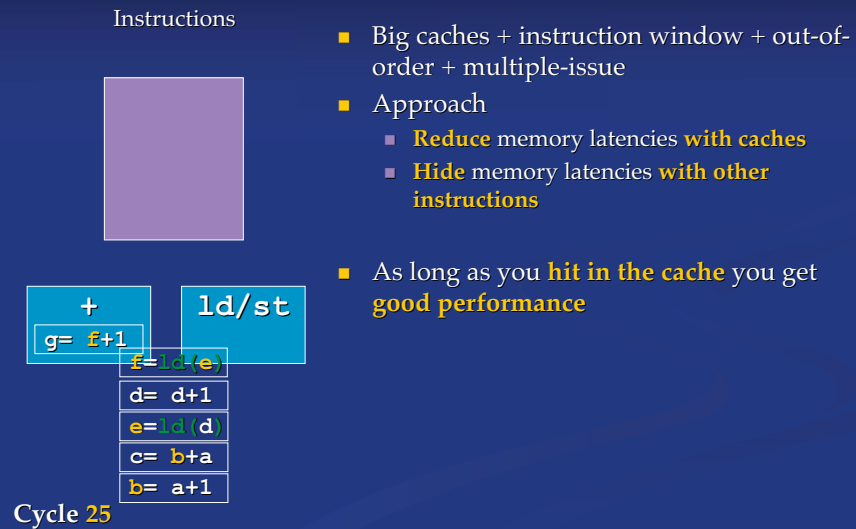 Instructions
+
g= f+1
ld/st
f=ld(e)
d= d+1
e=ld(d)
c= b+a
b= a+1
Cycle 25
Big caches + instruction window + out-of-
order + multiple-issue
Approach
Reduce memory latencies with caches
Hide memory latencies with other
instructions
As long as you hit in the cache you get
good performance